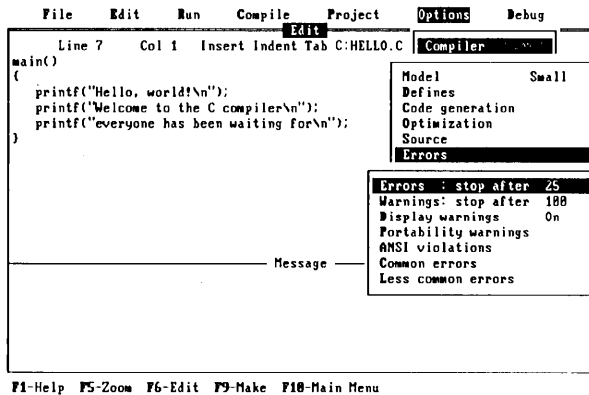 File Edit Run Compile Project Options Debug
Edit
Line 7 Col 1 Insert Indent Tab C:HELLO.C
Compiler
main()
{
printf("Hello, world!\n");
printf("Welcome to the C compiler\n");
printf("everyone has been waiting for\n");
}
Model Small
Defines
Code generation
Optimization
Source
Errors
Errors : stop after 25
Warnings: stop after 100
Display warnings On
Portability warnings
ANSI violations
Common errors
Less common errors
Message
F1-Help F5-Zoom F6-Edit F9-Make F10-Main Menu